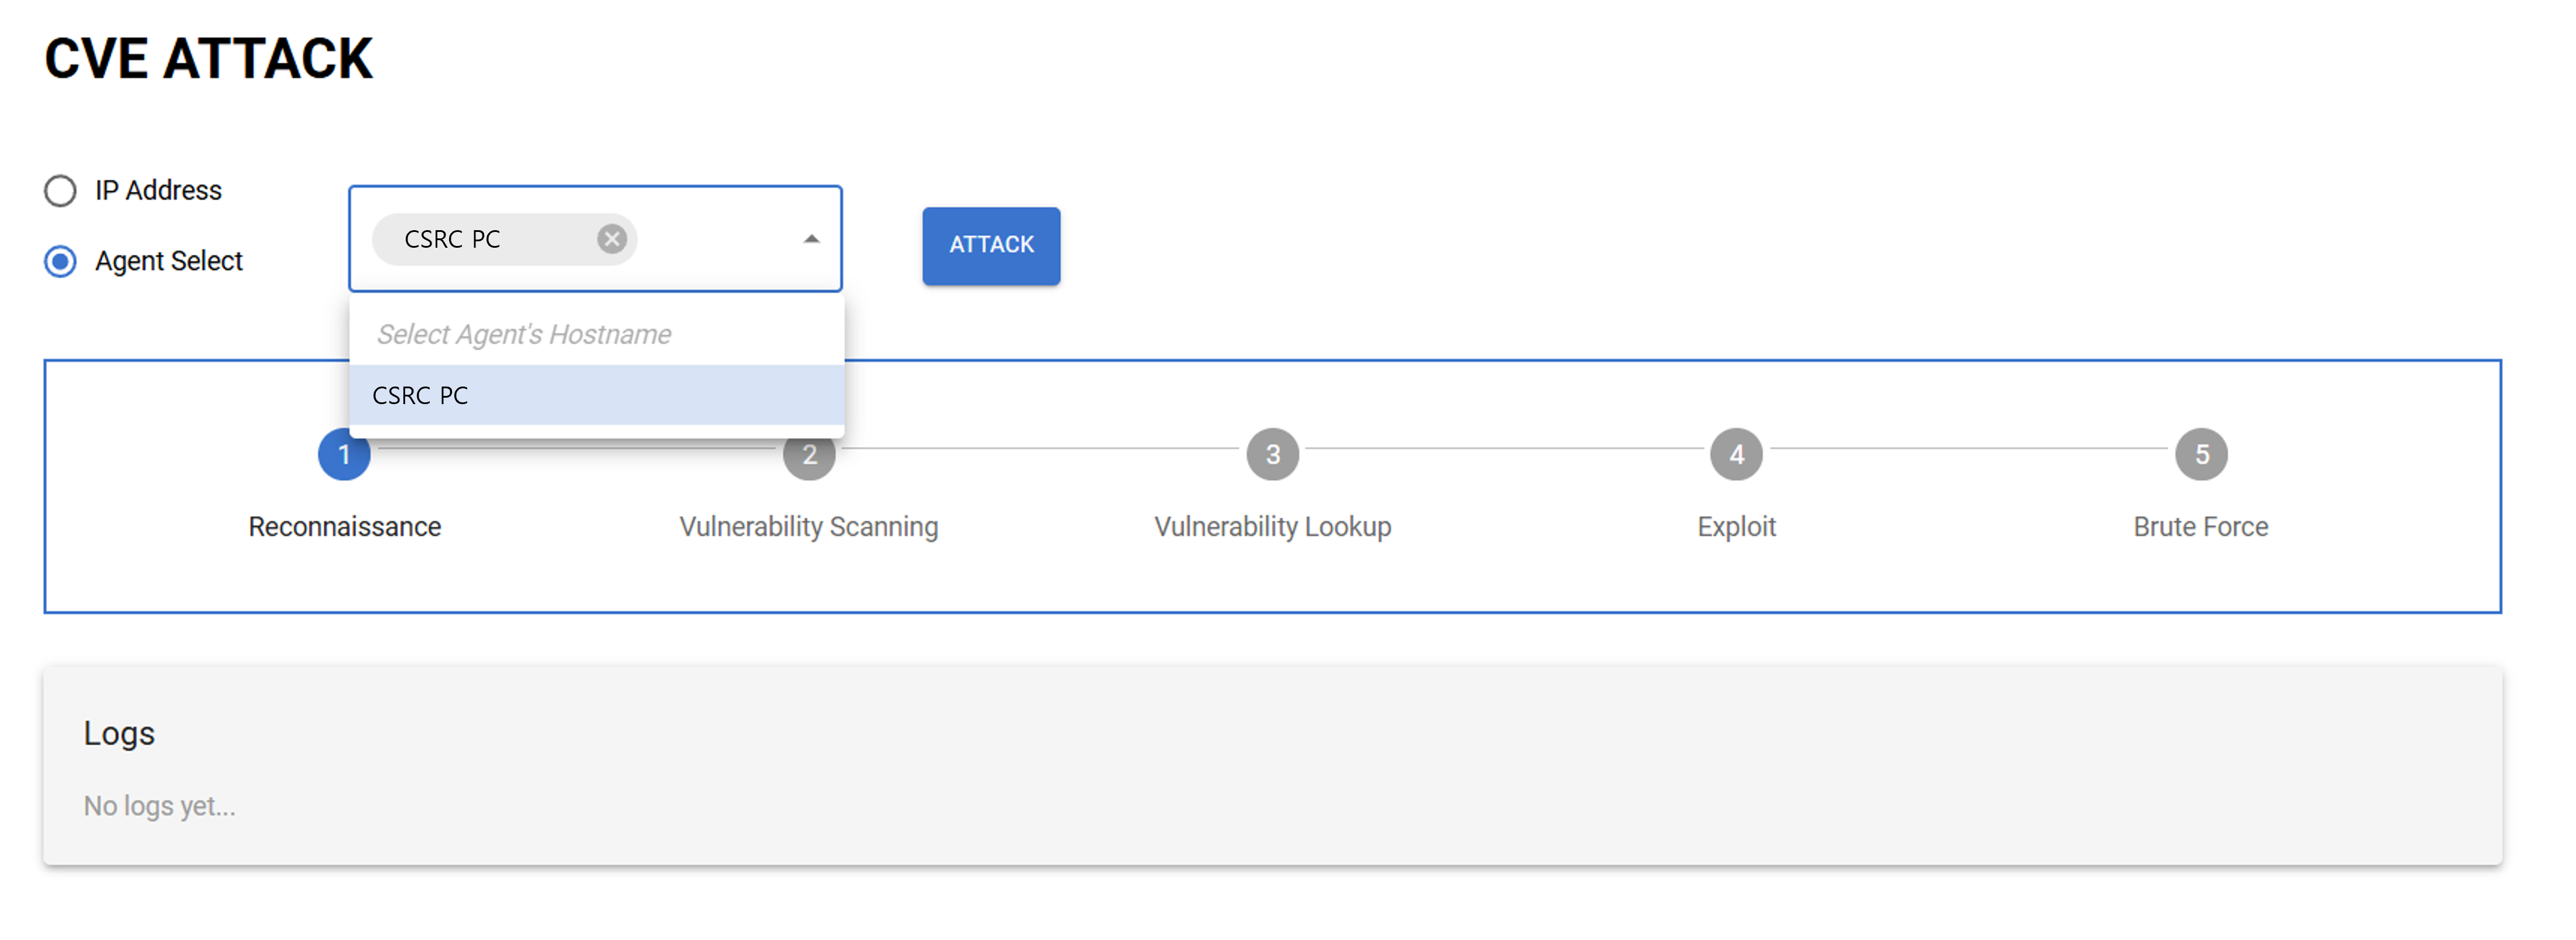 CVE ATTACK
IP Address
Agent Select
CSRC PC
ATTACK
Select Agent's Hostname
CSRC PC
1
2
3
4
5
Reconnaissance
Vulnerability Scanning
Vulnerability Lookup
Exploit
Brute Force
Logs
No logs yet...